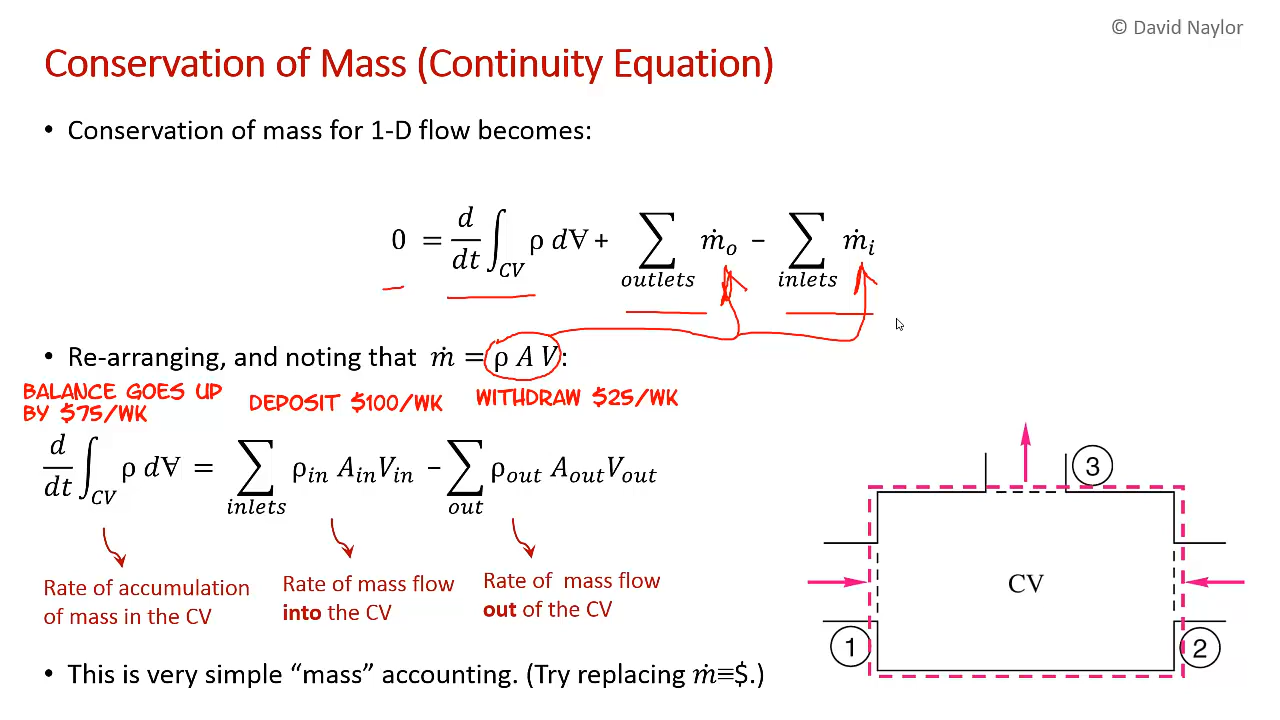 © David Naylor
Conservation of Mass (Continuity Equation)
• Conservation of mass for 1-D flow becomes:
0 = d/dt ∫_CV ρ d∀ + ∑_outlets ṁ_o − ∑_inlets ṁ_i
• Re-arranging, and noting that ṁ = ρ A V:
BALANCE GOES UP
BY $75/WK
DEPOSIT $100/WK
WITHDRAW $25/WK
d/dt ∫_CV ρ d∀ = ∑_inlets ρ_in A_in V_in − ∑_out ρ_out A_out V_out
Rate of accumulation
of mass in the CV
Rate of mass flow
into the CV
Rate of mass flow
out of the CV
3
CV
1
2
• This is very simple “mass” accounting. (Try replacing ṁ≡$.)